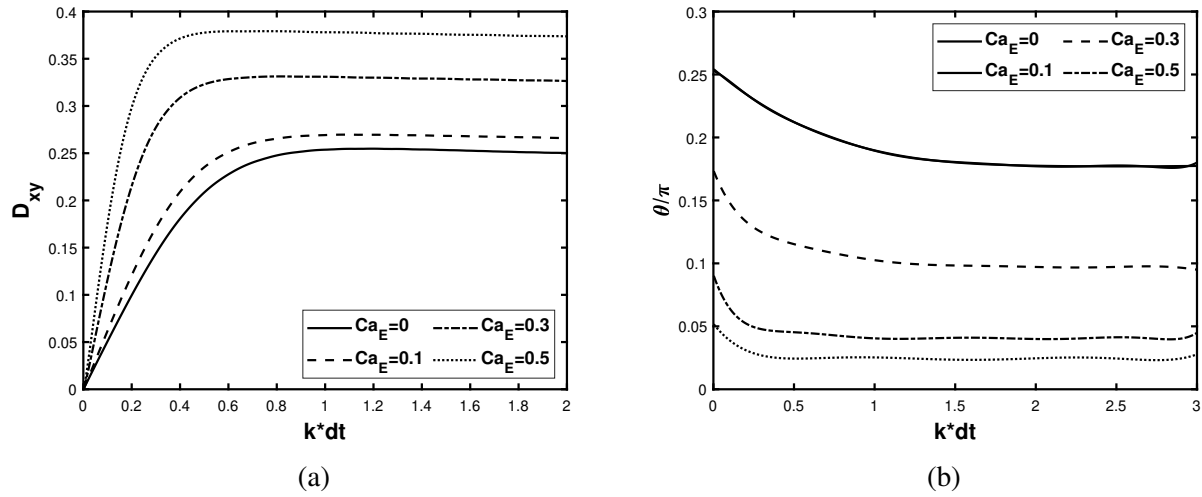 0.4
0.35
0.3
0.25
0.2
0.15
0.1
0.05
0
D_xy
Ca_E=0 Ca_E=0.3
Ca_E=0.1 Ca_E=0.5
0 0.2 0.4 0.6 0.8 1 1.2 1.4 1.6 1.8 2
k*dt
(a)
0.3
0.25
0.2
0.15
0.1
0.05
0
θ/π
Ca_E=0 Ca_E=0.3
Ca_E=0.1 Ca_E=0.5
0 0.5 1 1.5 2 2.5 3
k*dt
(b)